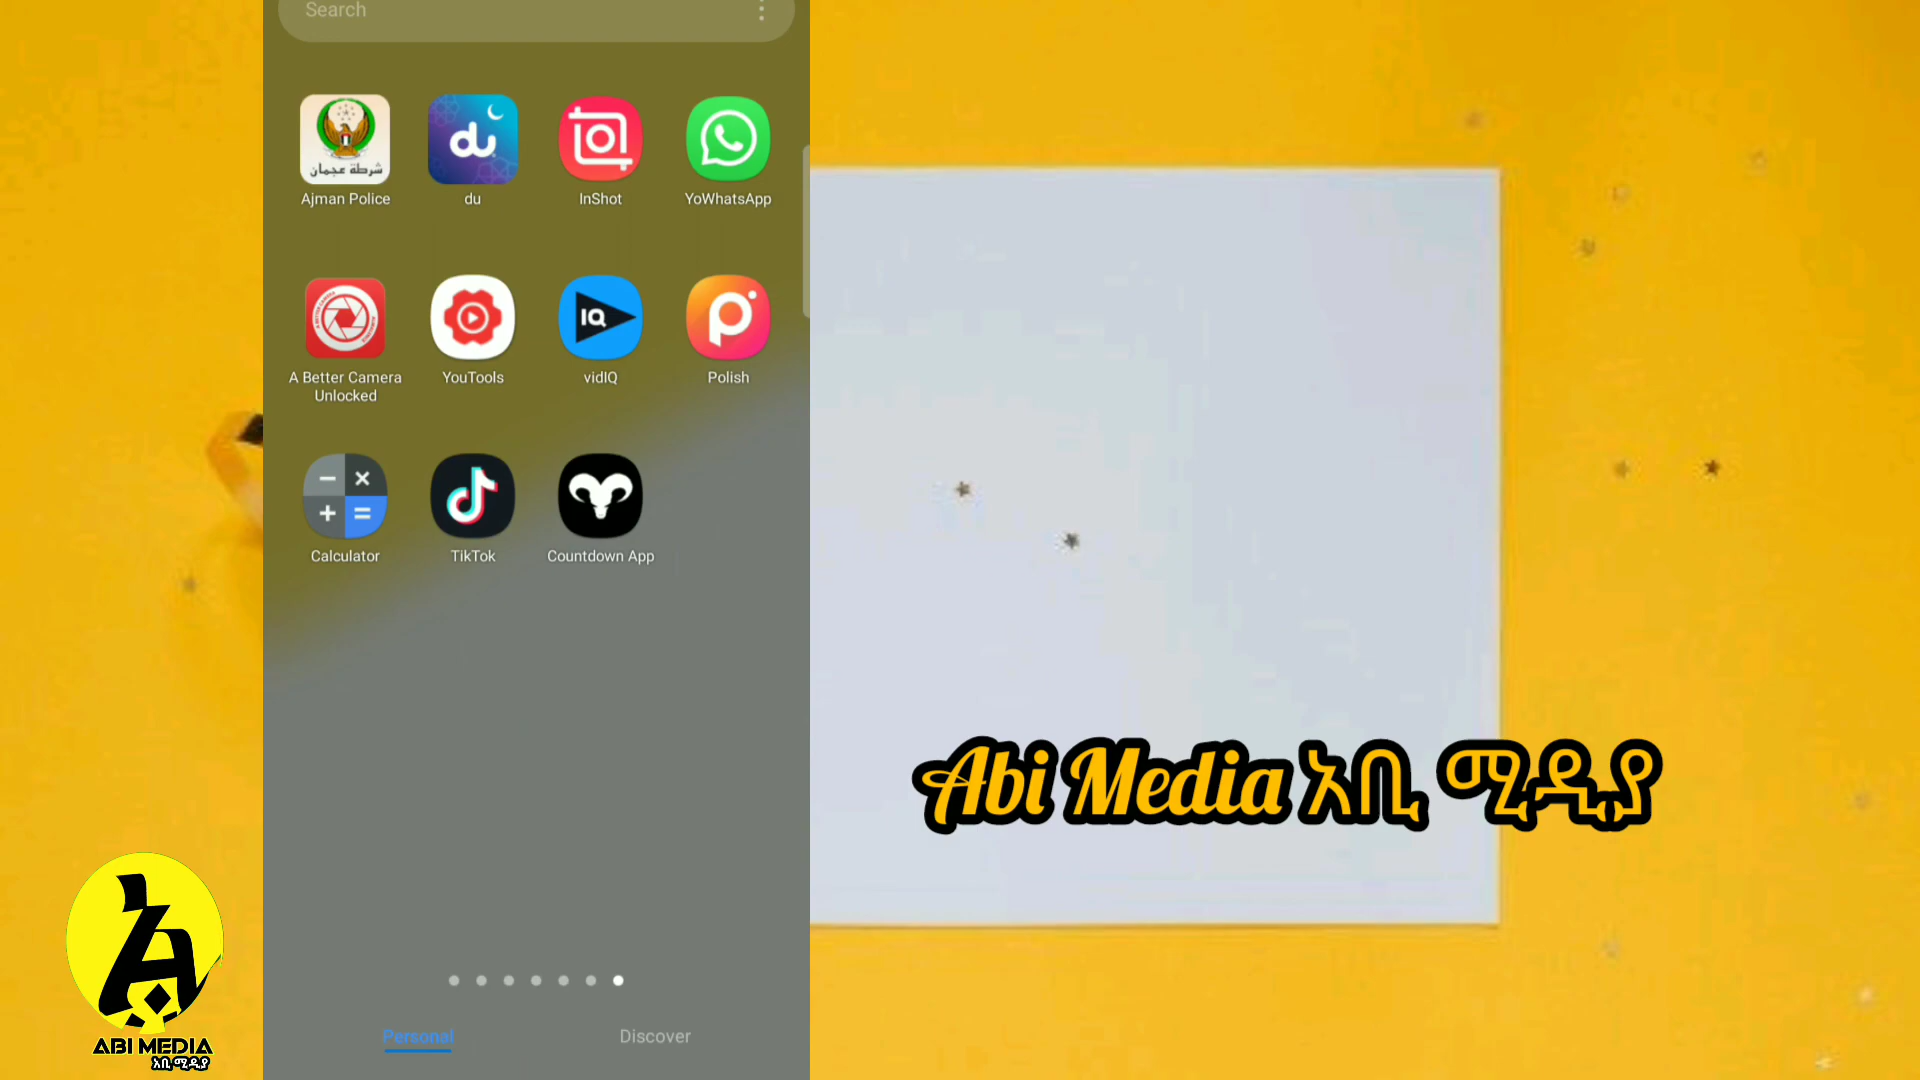 Search
شرطة عجمان
du
Ajman Police
du
InShot
YoWhatsApp
IQ
A Better Camera
Unlocked
YouTools
vidIQ
Polish
Calculator
TikTok
Countdown App
Abi Media አቢ ሚዲያ
Personal
Discover
ABI MEDIA
አቢ ሚዲያ